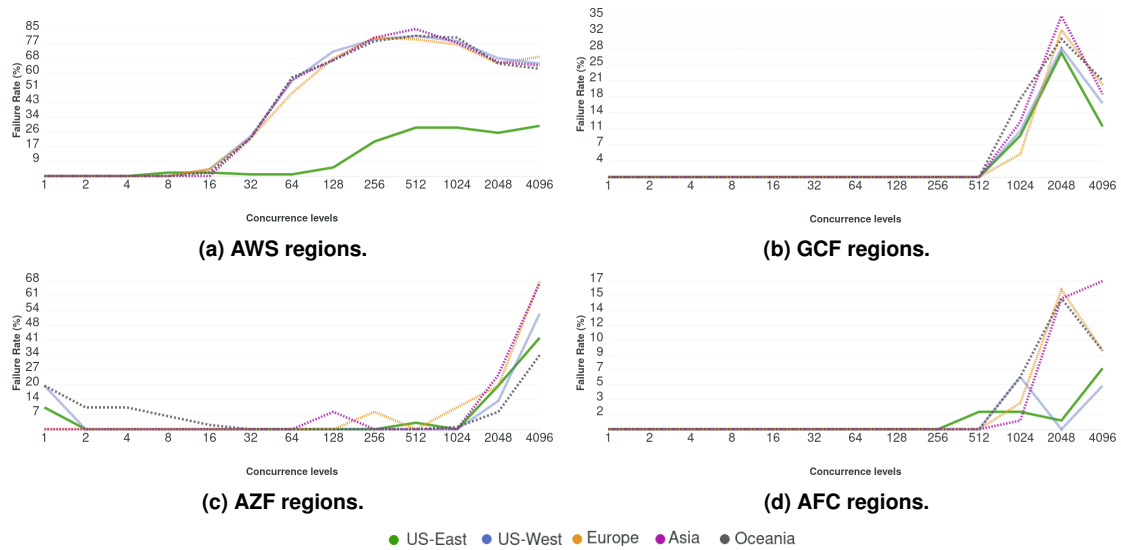 85
77
68
60
51
43
34
26
17
9
Failure Rate (%)
1 2 4 8 16 32 64 128 256 512 1024 2048 4096
Concurrence levels
(a) AWS regions.
35
32
28
25
21
18
14
11
7
4
Failure Rate (%)
1 2 4 8 16 32 64 128 256 512 1024 2048 4096
Concurrence levels
(b) GCF regions.
68
61
54
48
41
34
27
20
14
7
Failure Rate (%)
1 2 4 8 16 32 64 128 256 512 1024 2048 4096
Concurrence levels
(c) AZF regions.
17
15
14
12
10
9
7
5
3
2
Failure Rate (%)
1 2 4 8 16 32 64 128 256 512 1024 2048 4096
Concurrence levels
(d) AFC regions.
US-East US-West Europe Asia Oceania